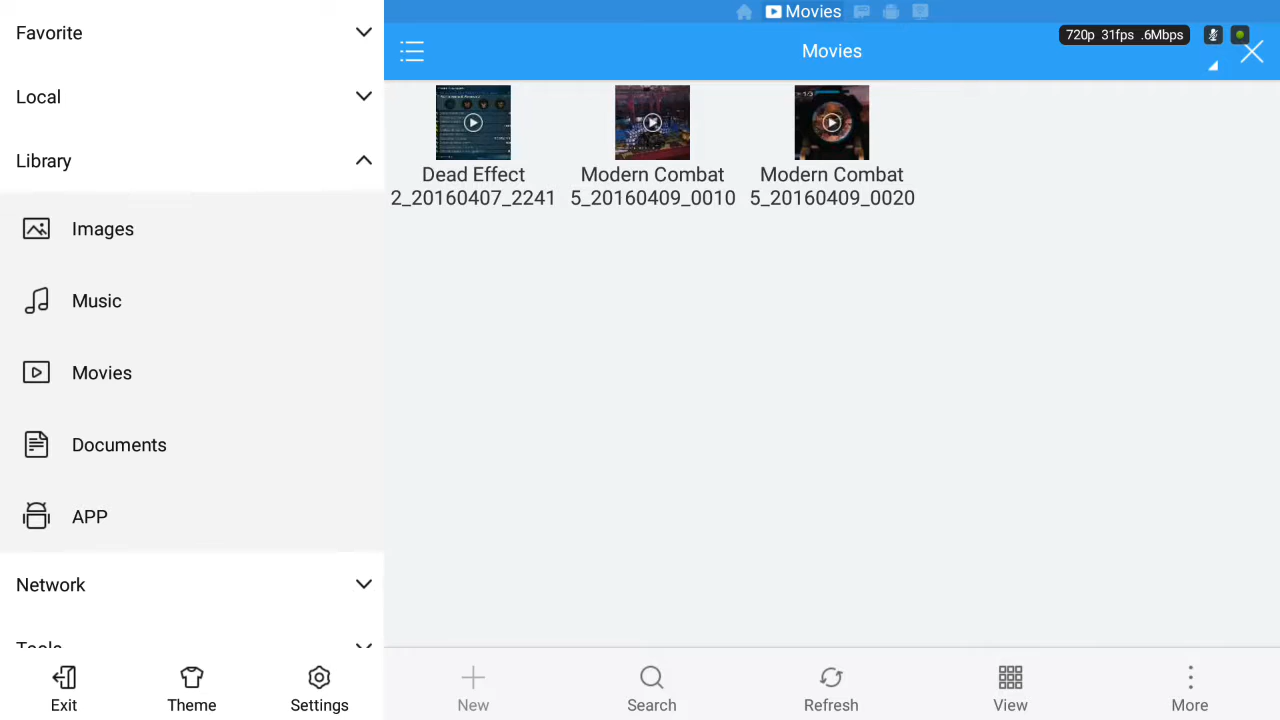 Favorite
Local
Library
Images
Music
Movies
Documents
APP
Network
Tools
Exit
Theme
Settings
Movies
Movies
720p 31fps .6Mbps
Dead Effect
2_20160407_2241
Modern Combat
5_20160409_0010
Modern Combat
5_20160409_0020
New
Search
Refresh
View
More